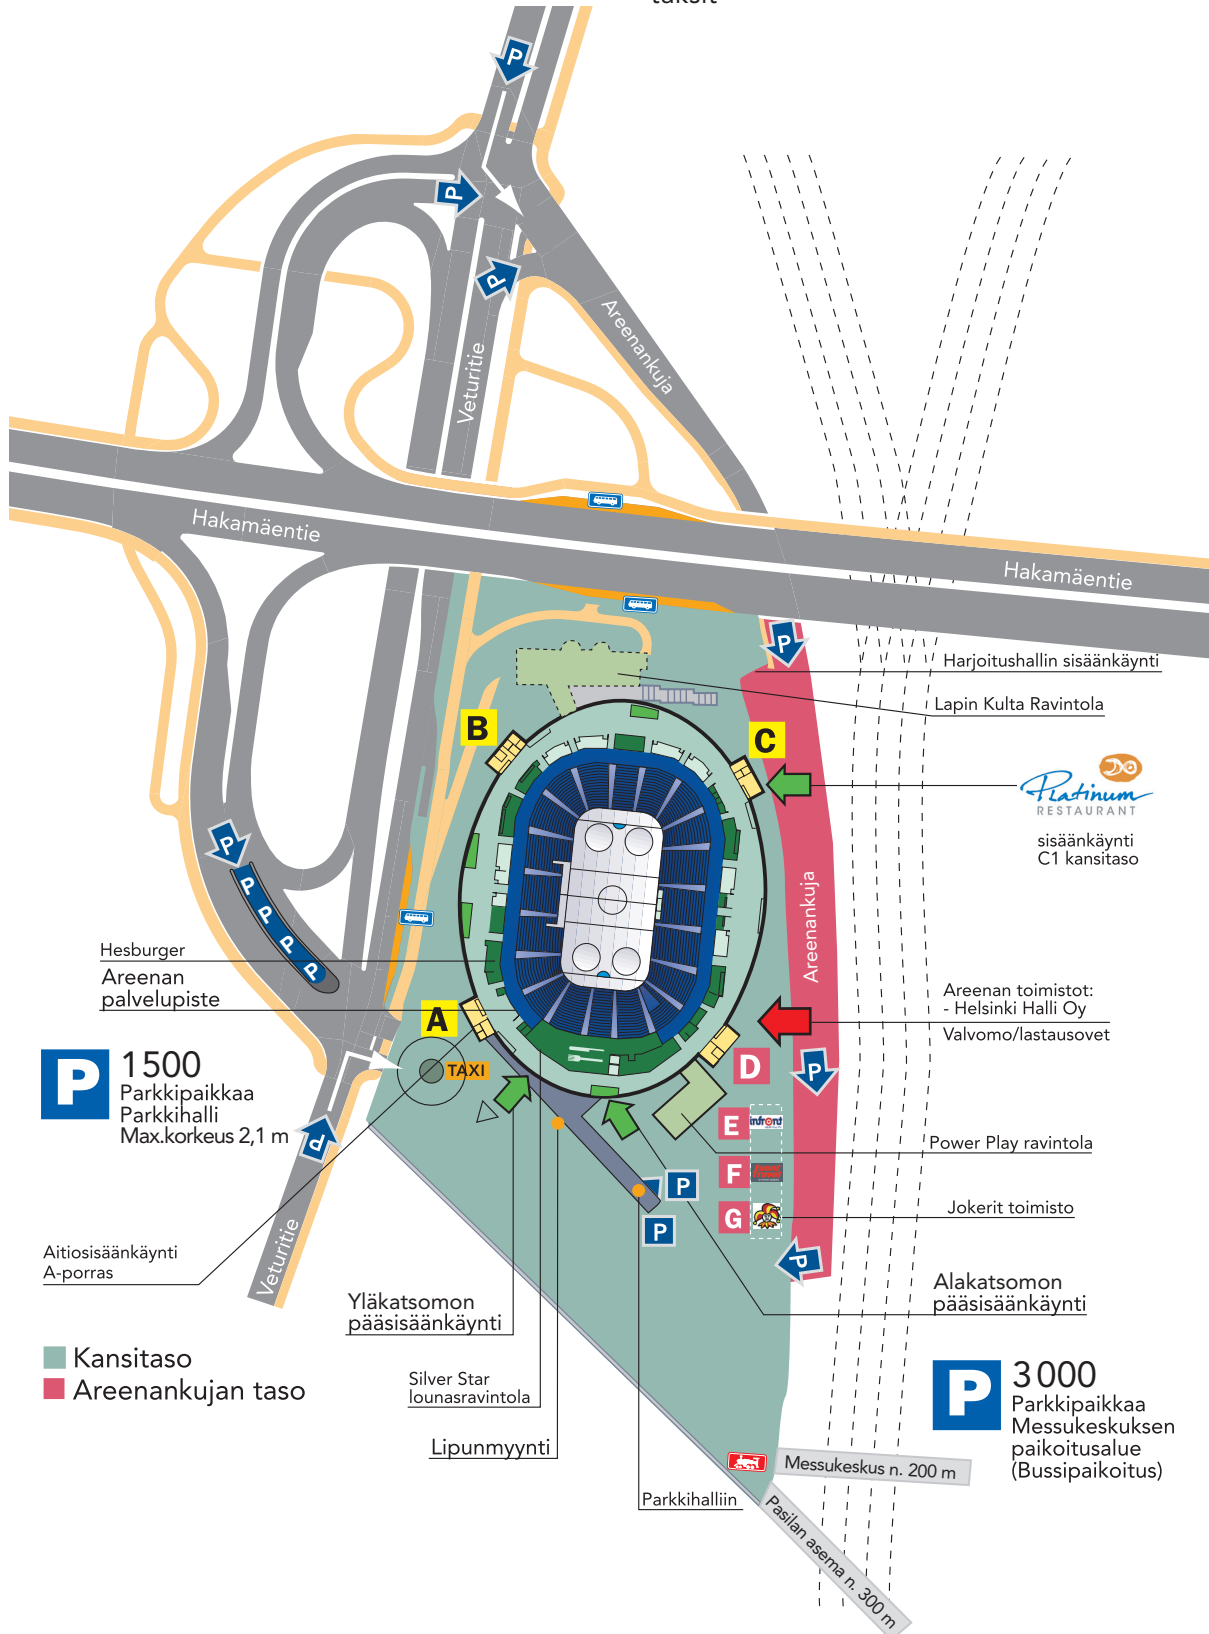 P
P
P
Areenankuja
Veturitie
Hakamäentie
Hakamäentie
P
Harjoitushallin sisäänkäynti
Lapin Kulta Ravintola
B
C
Platinum
RESTAURANT
sisäänkäynti
C1 kansitaso
P
P
P
P
P
Areenankuja
Hesburger
Areenan
palvelupiste
Areenan toimistot:
- Helsinki Halli Oy
Valvomo/lastausovet
A
TAXI
D
P
P
1500
Parkkipaikkaa
Parkkihalli
Max.korkeus 2,1 m
P
E
infront
Power Play ravintola
F
P
G
Jokerit toimisto
P
P
Veturitie
Aitiosisäänkäynti
A-porras
Yläkatsomon
pääsisäänkäynti
Alakatsomon
pääsisäänkäynti
Kansitaso
Areenankujan taso
Silver Star
lounasravintola
Lipunmyynti
P
3000
Parkkipaikkaa
Messukeskuksen
paikoitusalue
(Bussipaikoitus)
Messukeskus n. 200 m
Parkkihalliin
Pasilan asema n. 300 m